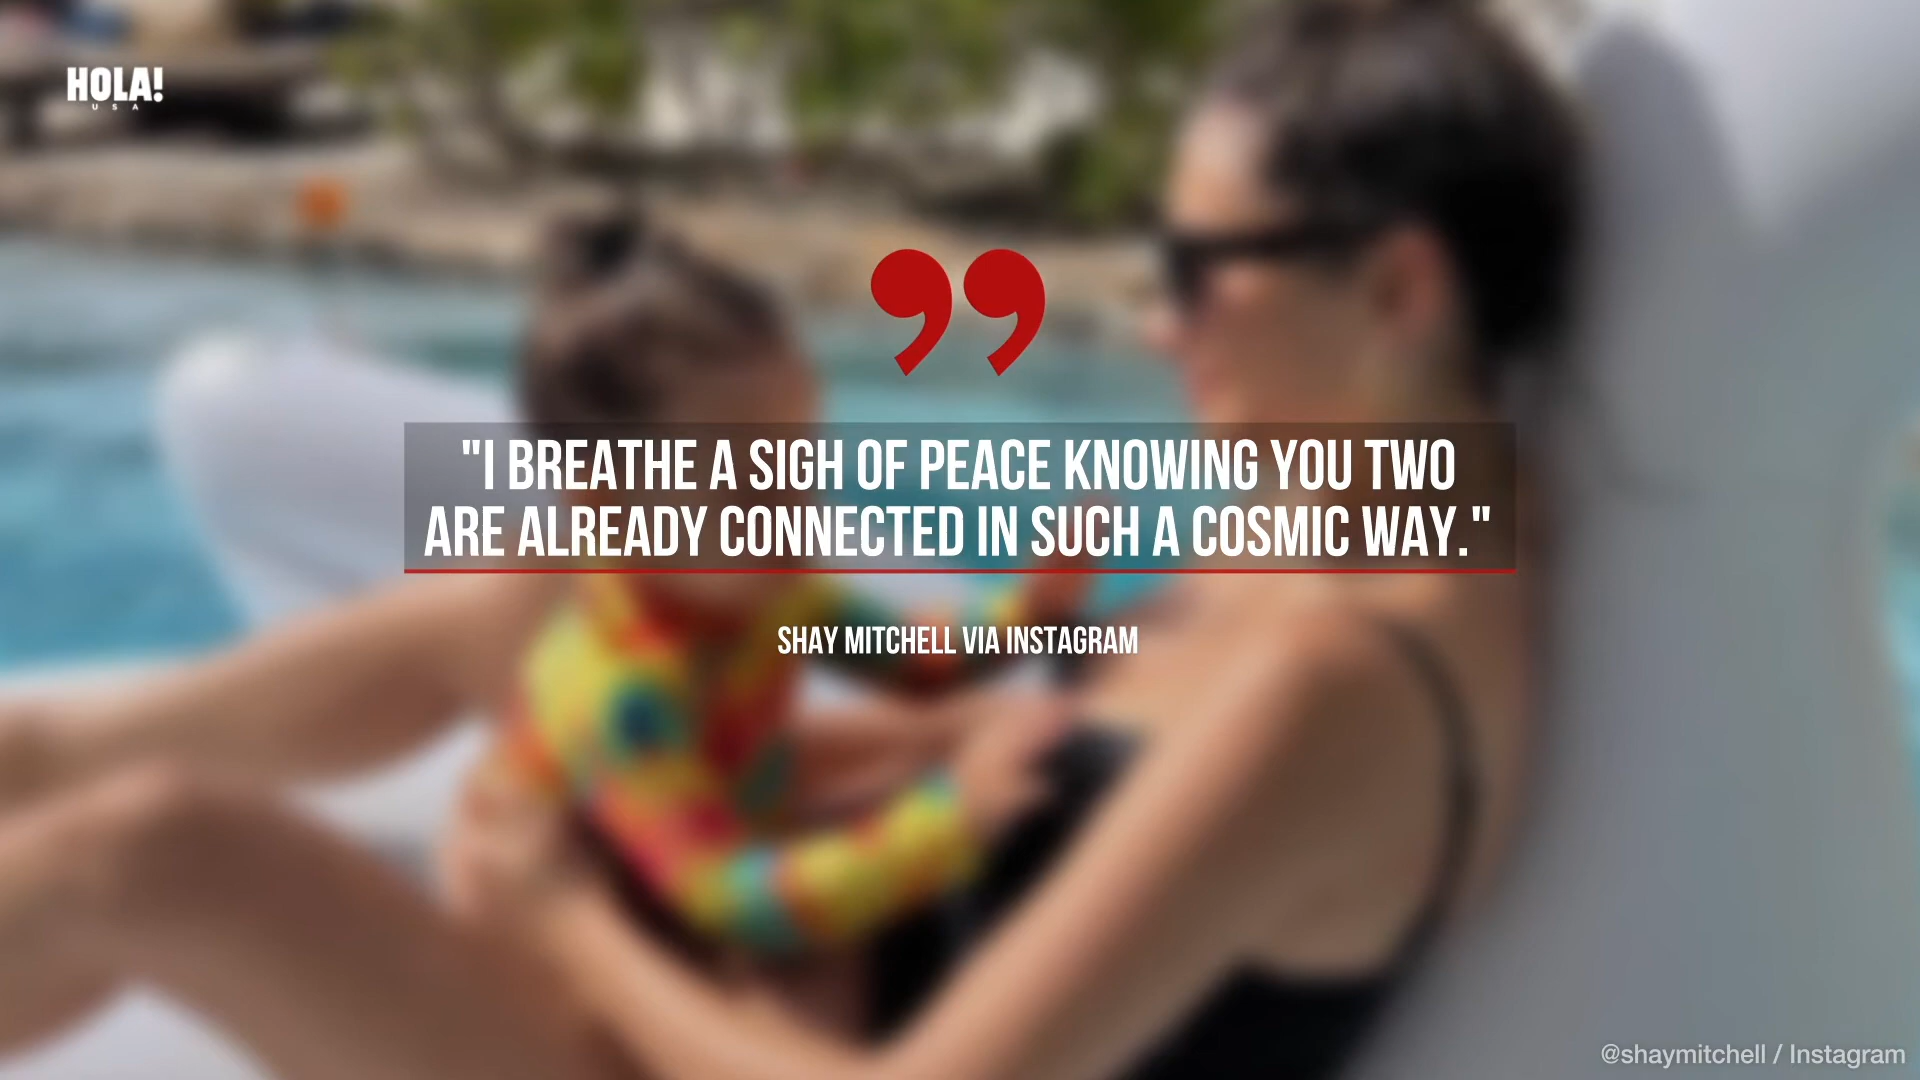 HOLA!
USA
"I BREATHE A SIGH OF PEACE KNOWING YOU TWO
ARE ALREADY CONNECTED IN SUCH A COSMIC WAY."
SHAY MITCHELL VIA INSTAGRAM
@shaymitchell / Instagram